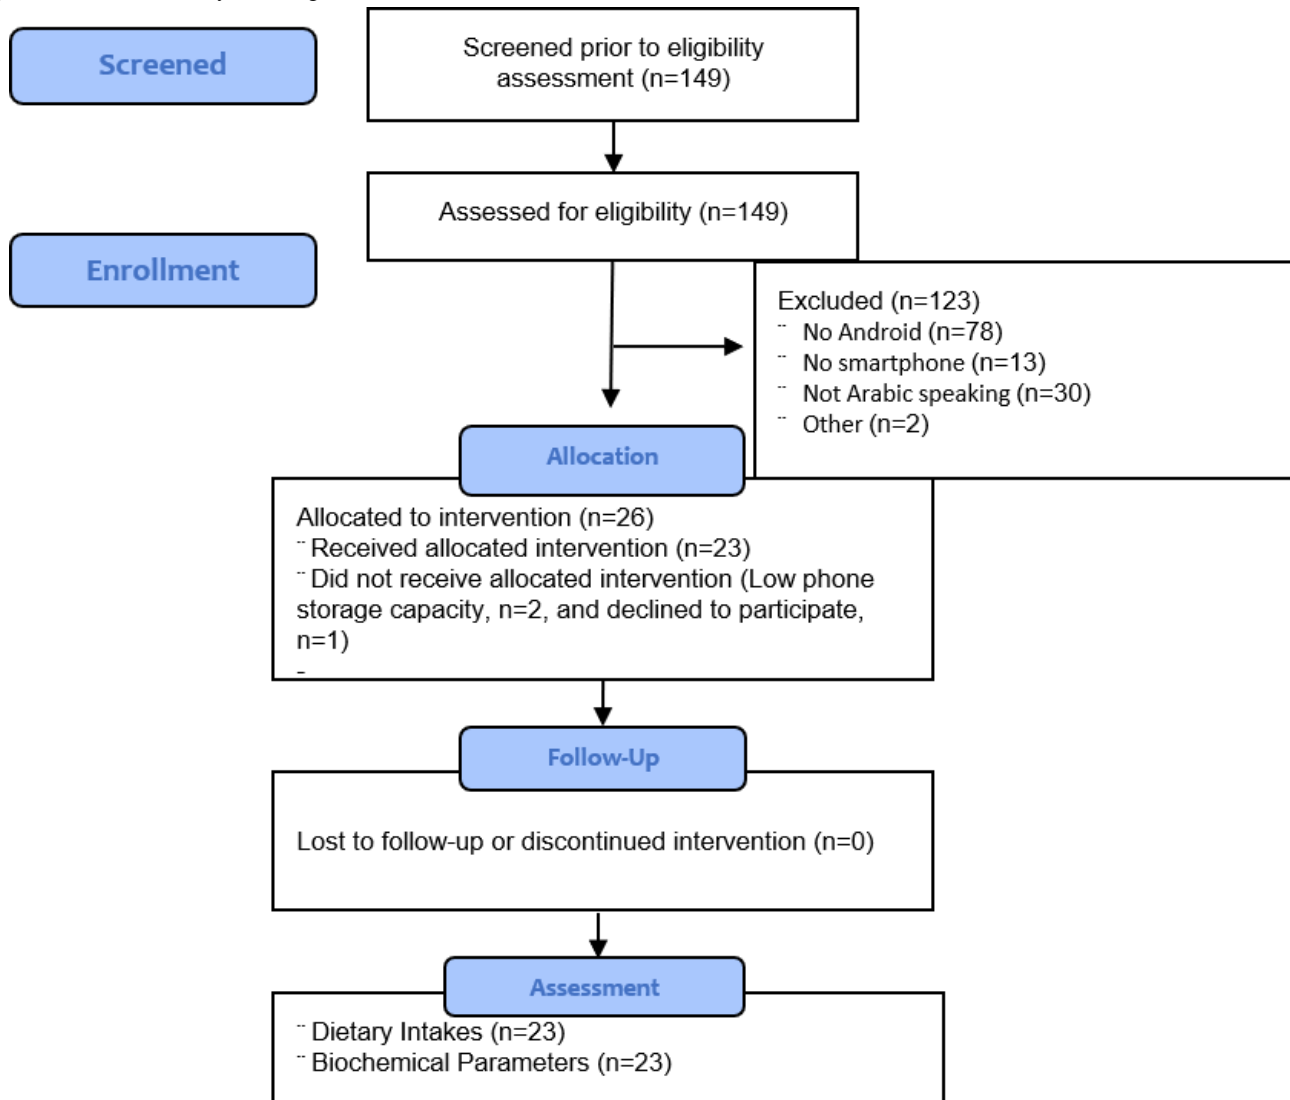 Screened
Screened prior to eligibility
assessment (n=149)
Assessed for eligibility (n=149)
Enrollment
Excluded (n=123)
¨ No Android (n=78)
¨ No smartphone (n=13)
¨ Not Arabic speaking (n=30)
¨ Other (n=2)
Allocation
Allocated to intervention (n=26)
¨ Received allocated intervention (n=23)
¨ Did not receive allocated intervention (Low phone
storage capacity, n=2, and declined to participate,
n=1)
Follow-Up
Lost to follow-up or discontinued intervention (n=0)
Assessment
¨ Dietary Intakes (n=23)
¨ Biochemical Parameters (n=23)